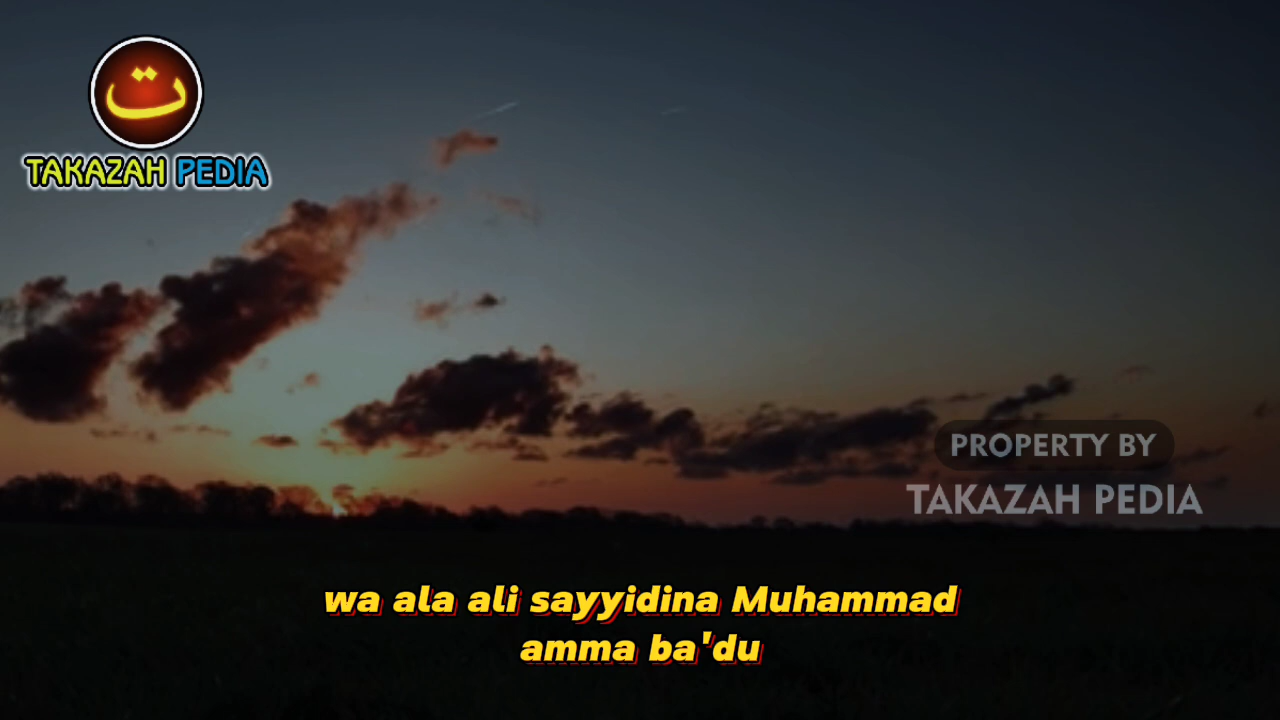 ت
TAKAZAH PEDIA
PROPERTY BY
TAKAZAH PEDIA
wa ala ali sayyidina Muhammad
amma ba'du